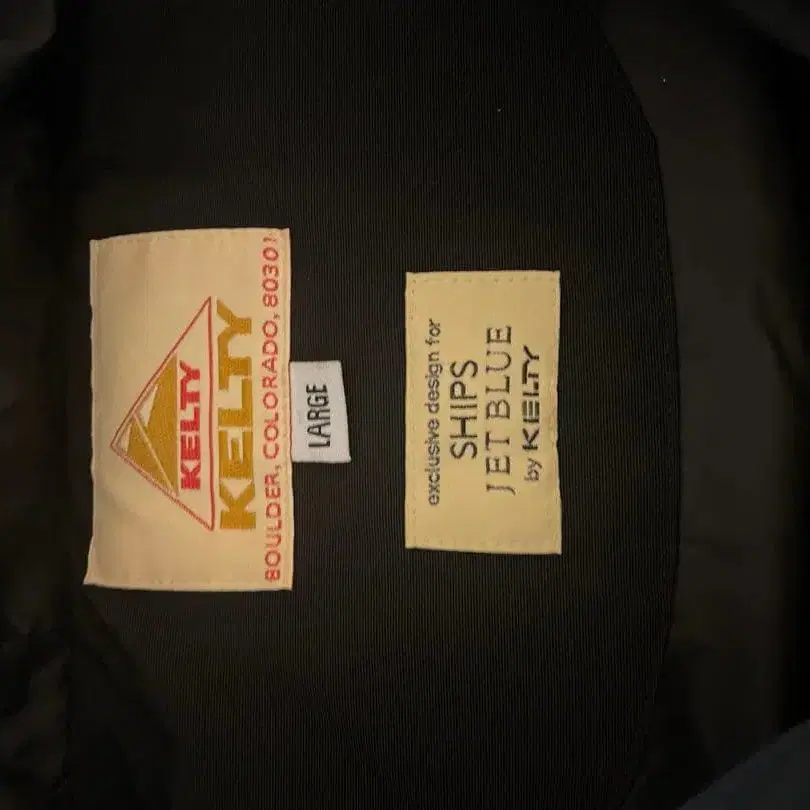 KELTY
KELTY
BOULDER, COLORADO, 80301
LARGE
exclusive design for
SHIPS
JET BLUE
by KELTY